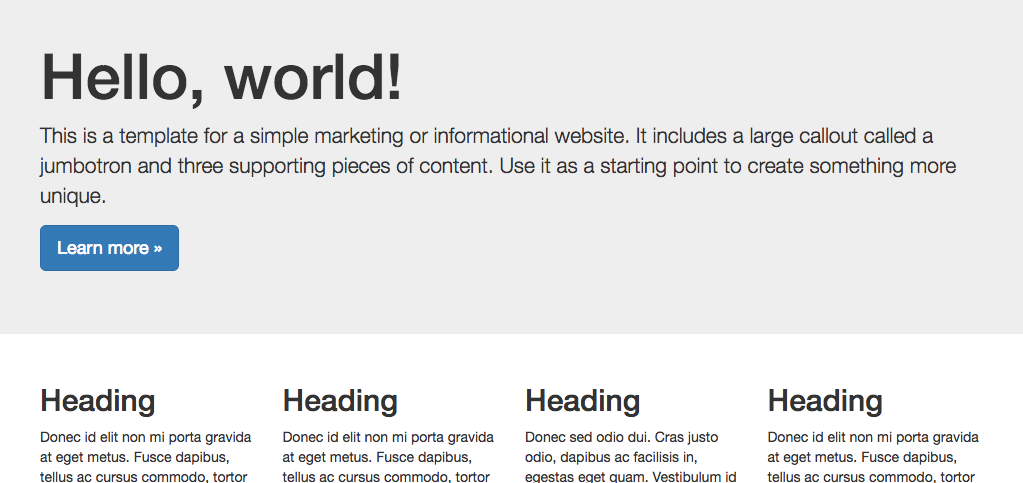 Hello, world!
This is a template for a simple marketing or informational website. It includes a large callout called a
jumbotron and three supporting pieces of content. Use it as a starting point to create something more
unique.
Learn more »
Heading
Donec id elit non mi porta gravida
at eget metus. Fusce dapibus,
tellus ac cursus commodo, tortor
Heading
Donec id elit non mi porta gravida
at eget metus. Fusce dapibus,
tellus ac cursus commodo, tortor
Heading
Donec sed odio dui. Cras justo
odio, dapibus ac facilisis in,
egestas eget quam. Vestibulum id
Heading
Donec id elit non mi porta gravida
at eget metus. Fusce dapibus,
tellus ac cursus commodo, tortor